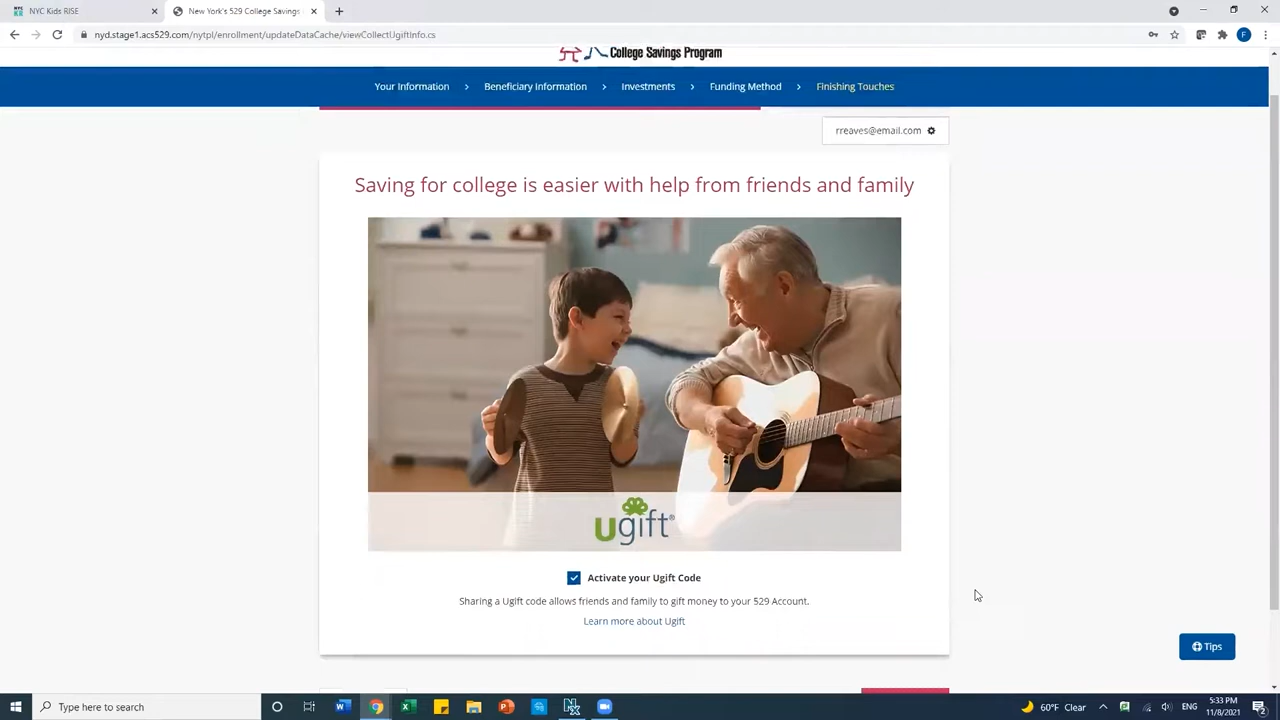 NYC Kids RISE
New York's 529 College Savings
nyd.stage1.acs529.com/nytpl/enrollment/updateDataCache/viewCollectUgiftInfo.cs
F
College Savings Program
Your Information > Beneficiary Information > Investments > Funding Method > Finishing Touches
rreaves@email.com
Saving for college is easier with help from friends and family
ugift®
Activate your Ugift Code
Sharing a Ugift code allows friends and family to gift money to your 529 Account.
Learn more about Ugift
Tips
Type here to search
60°F Clear
ENG
5:33 PM
11/8/2021
2